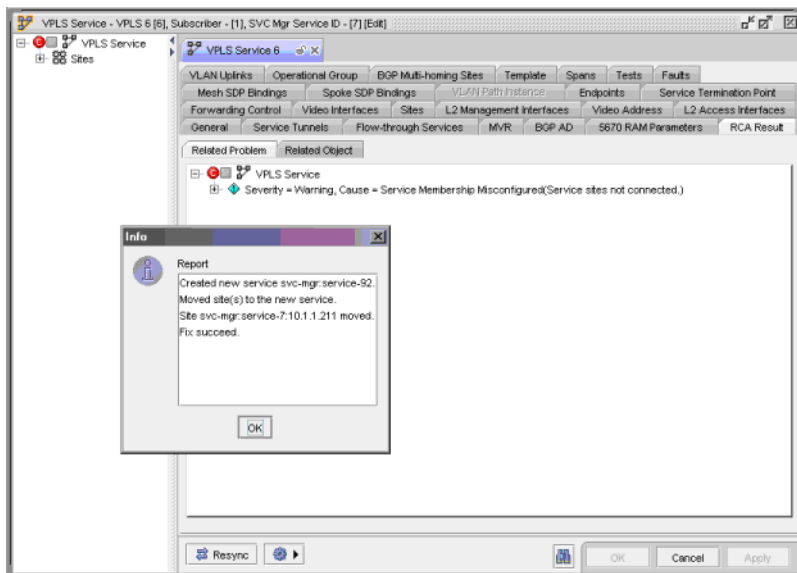 VPLS Service - VPLS 6 [6], Subscriber - [1], SVC Mgr Service ID - [7] [Edit]
VPLS Service
Sites
VPLS Service 6
VLAN Uplinks Operational Group BGP Multi-homing Sites Template Spans Tests Faults
Mesh SDP Bindings Spoke SDP Bindings VLAN Path Instance Endpoints Service Termination Point
Forwarding Control Video Interfaces Sites L2 Management Interfaces Video Address L2 Access Interfaces
General Service Tunnels Flow-through Services MVR BGP AD 5670 RAM Parameters RCA Result
Related Problem Related Object
VPLS Service
Severity = Warning, Cause = Service Membership Misconfigured(Service sites not connected.)
Info
Report
Created new service svc-mgr:service-92.
Moved site(s) to the new service.
Site svc-mgr:service-7:10.1.1.211 moved.
Fix succeed.
OK
Resync OK Cancel Apply